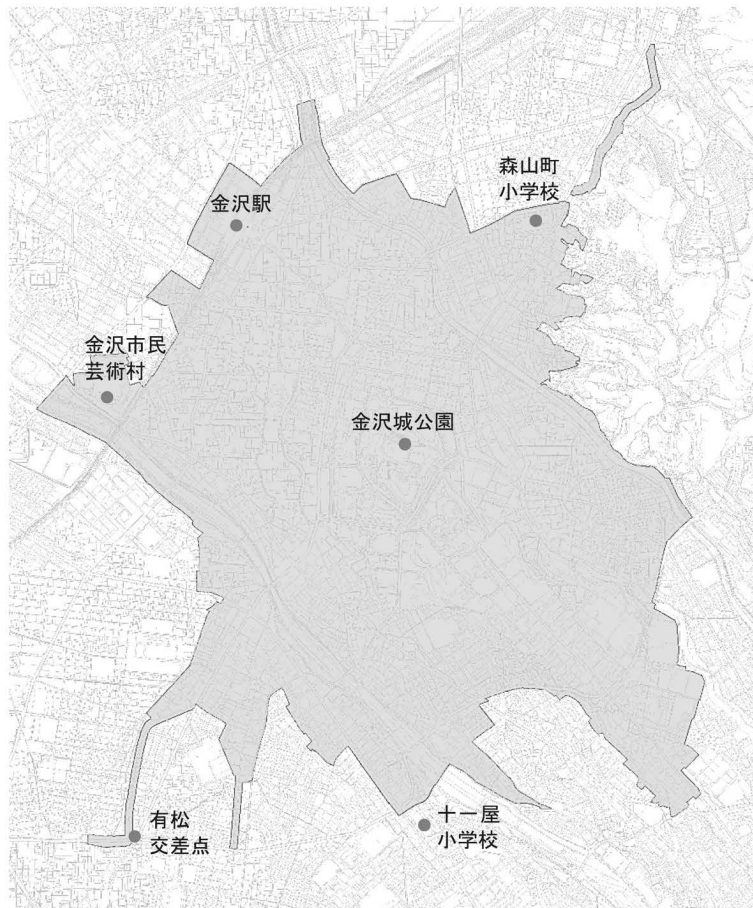 森山町
小学校
金沢駅
金沢市民
芸術村
金沢城公園
有松
交差点
十一屋
小学校